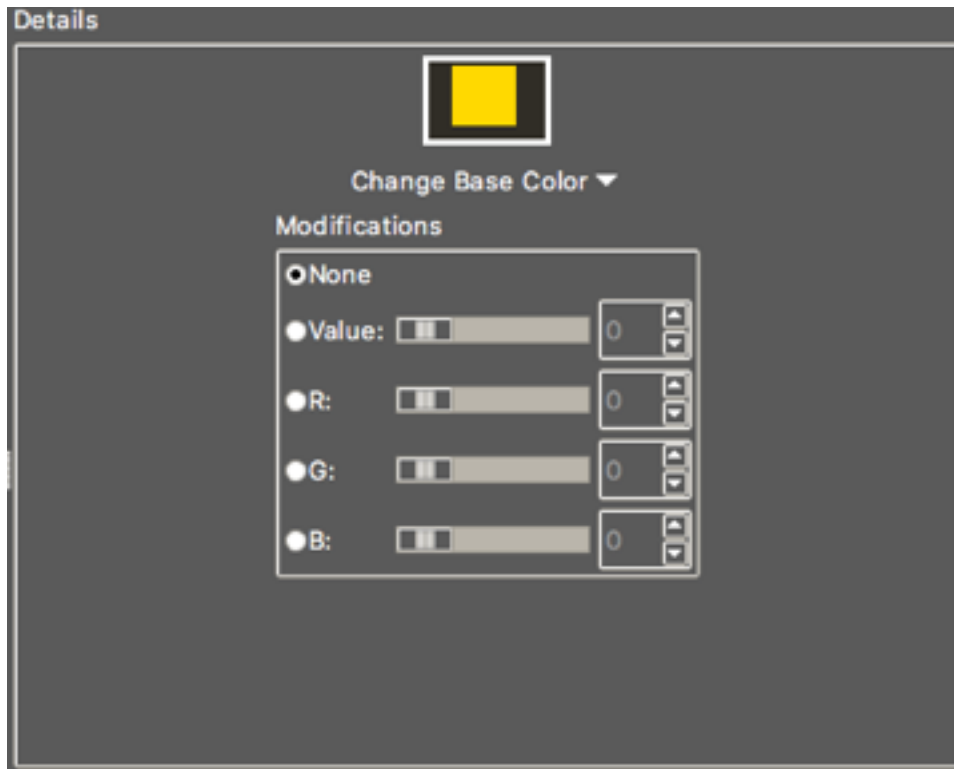 Details
Change Base Color
Modifications
None
Value: 0
R: 0
G: 0
B: 0